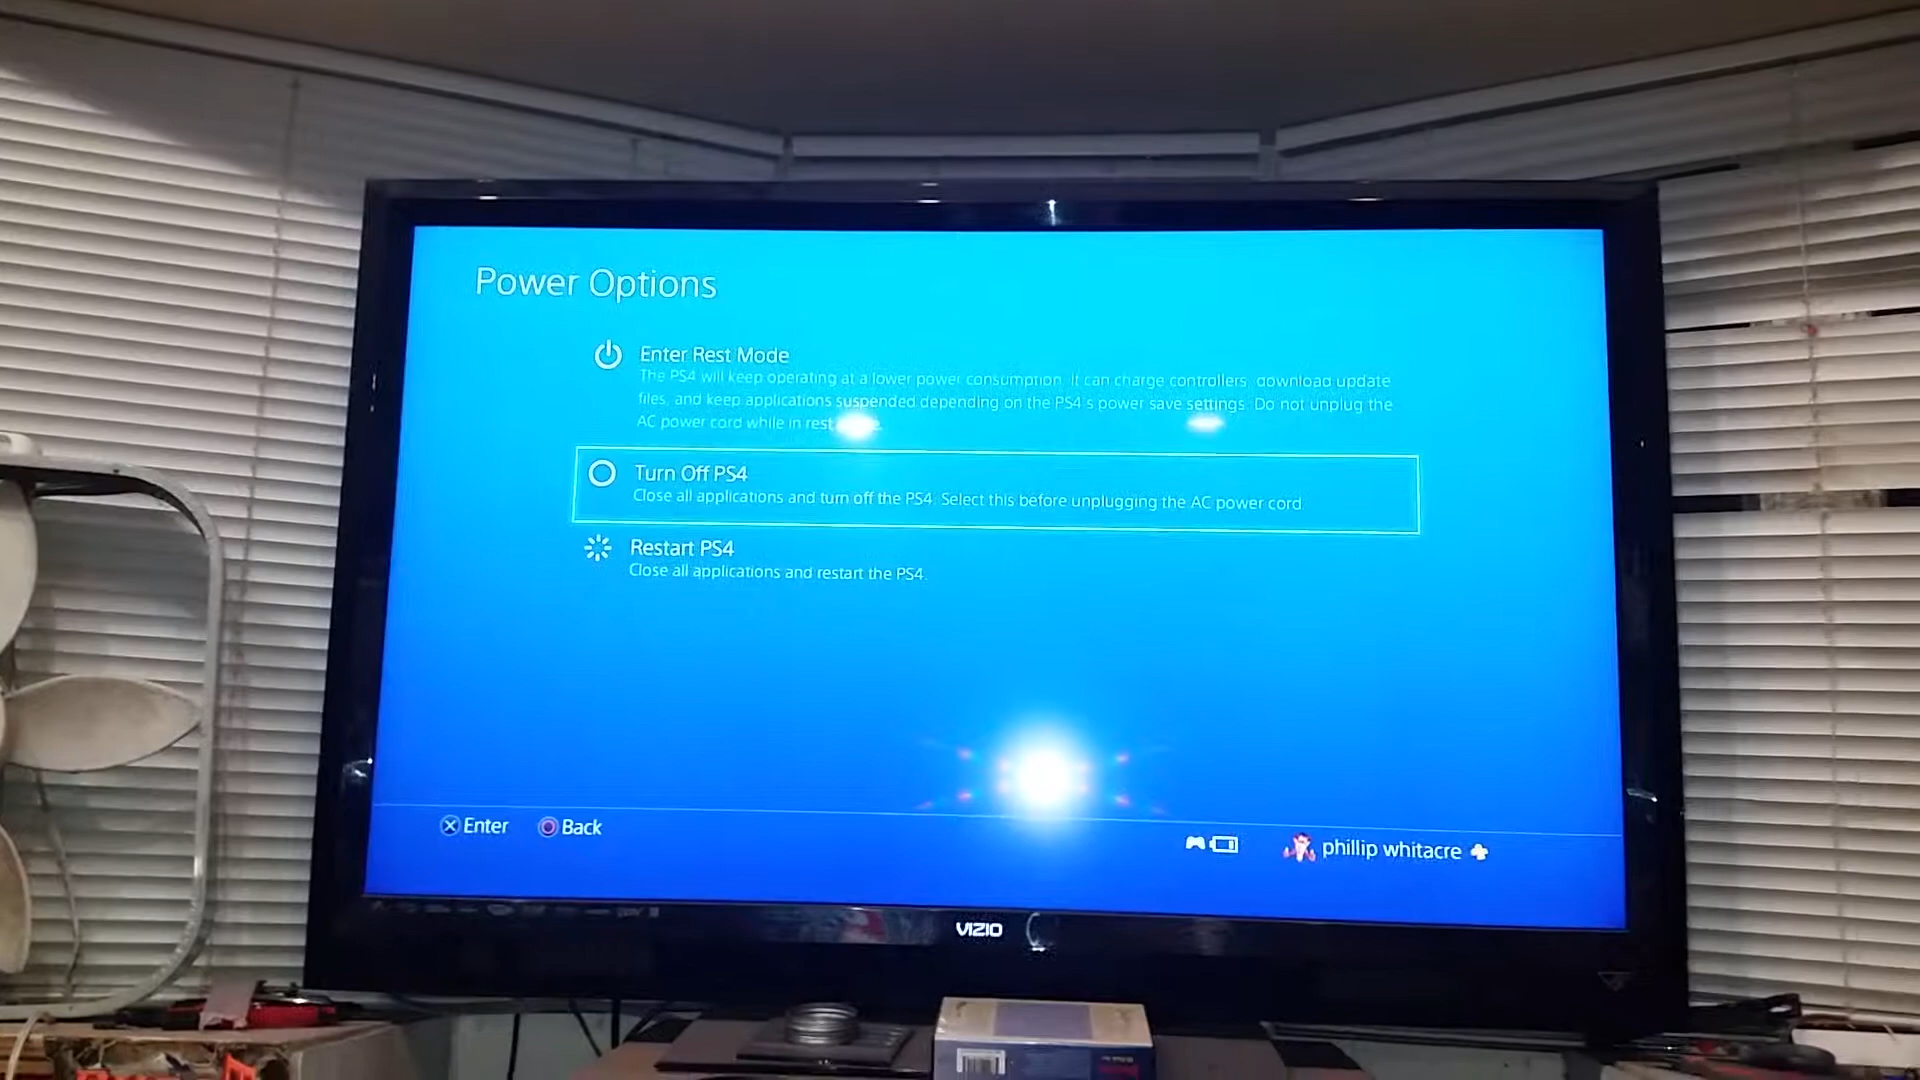 Power Options
Enter Rest Mode
The PS4 will keep operating at a lower power consumption. It can charge controllers, download update
files, and keep applications suspended depending on the PS4's power save settings. Do not unplug the
AC power cord while in rest
Turn Off PS4
Close all applications and turn off the PS4. Select this before unplugging the AC power cord.
Restart PS4
Close all applications and restart the PS4.
Enter Back
phillip whitacre
VIZIO